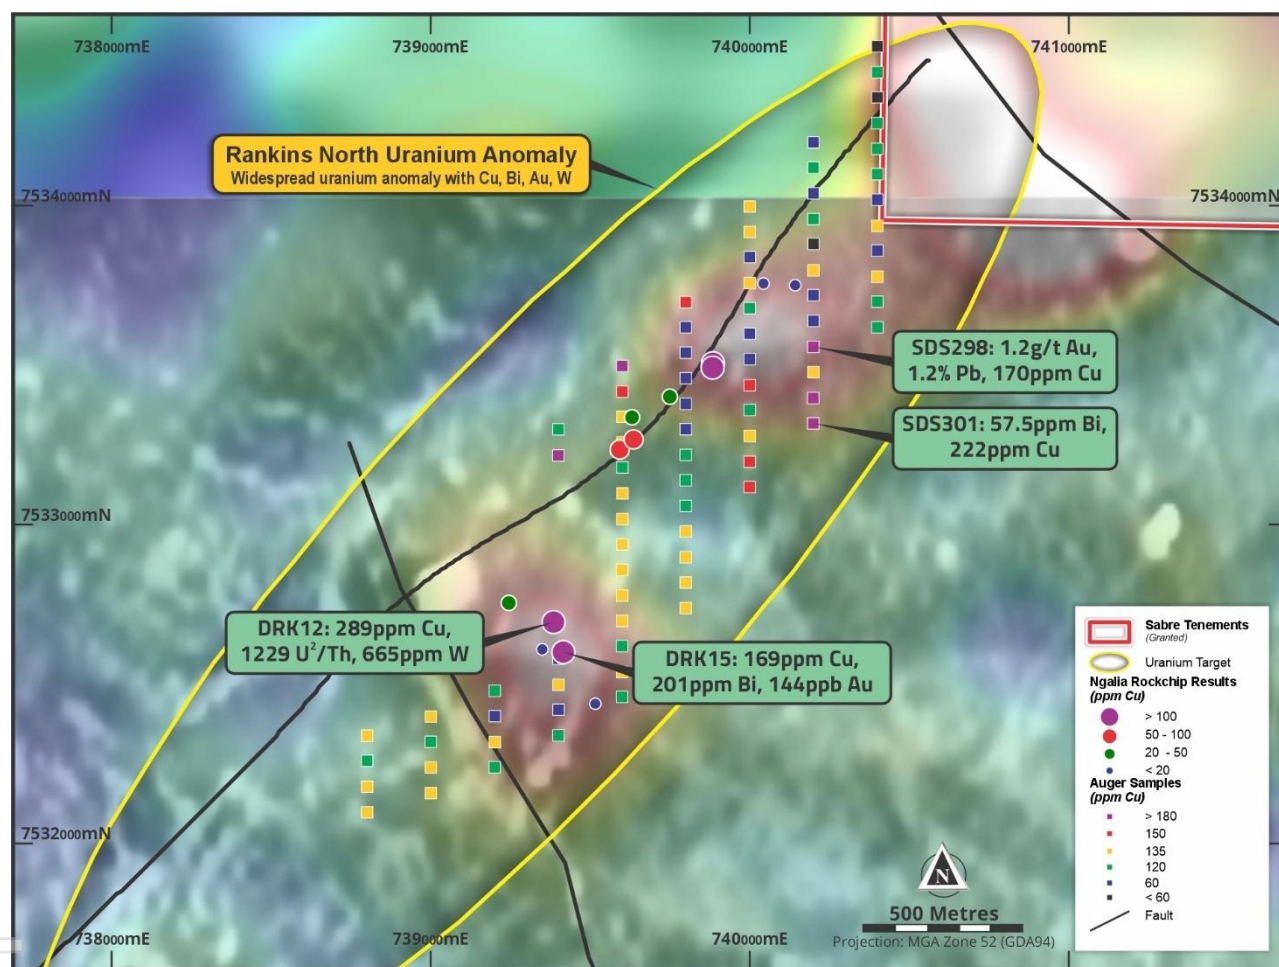 738000mE
739000mE
740000mE
741000mE
Rankins North Uranium Anomaly
Widespread uranium anomaly with Cu, Bi, Au, W
7534000mN
7534000mN
SDS298: 1.2g/t Au,
1.2% Pb, 170ppm Cu
SDS301: 57.5ppm Bi,
222ppm Cu
7533000mN
DRK12: 289ppm Cu,
1229 U²/Th, 665ppm W
DRK15: 169ppm Cu,
201ppm Bi, 144ppb Au
Sabre Tenements
(Granted)
Uranium Target
Ngalia Rockchip Results
(ppm Cu)
> 100
50 - 100
20 - 50
< 20
Auger Samples
(ppm Cu)
> 180
150
135
120
60
< 60
Fault
7532000mN
N
500 Metres
Projection: MGA Zone 52 (GDA94)
738000mE
739000mE
740000mE